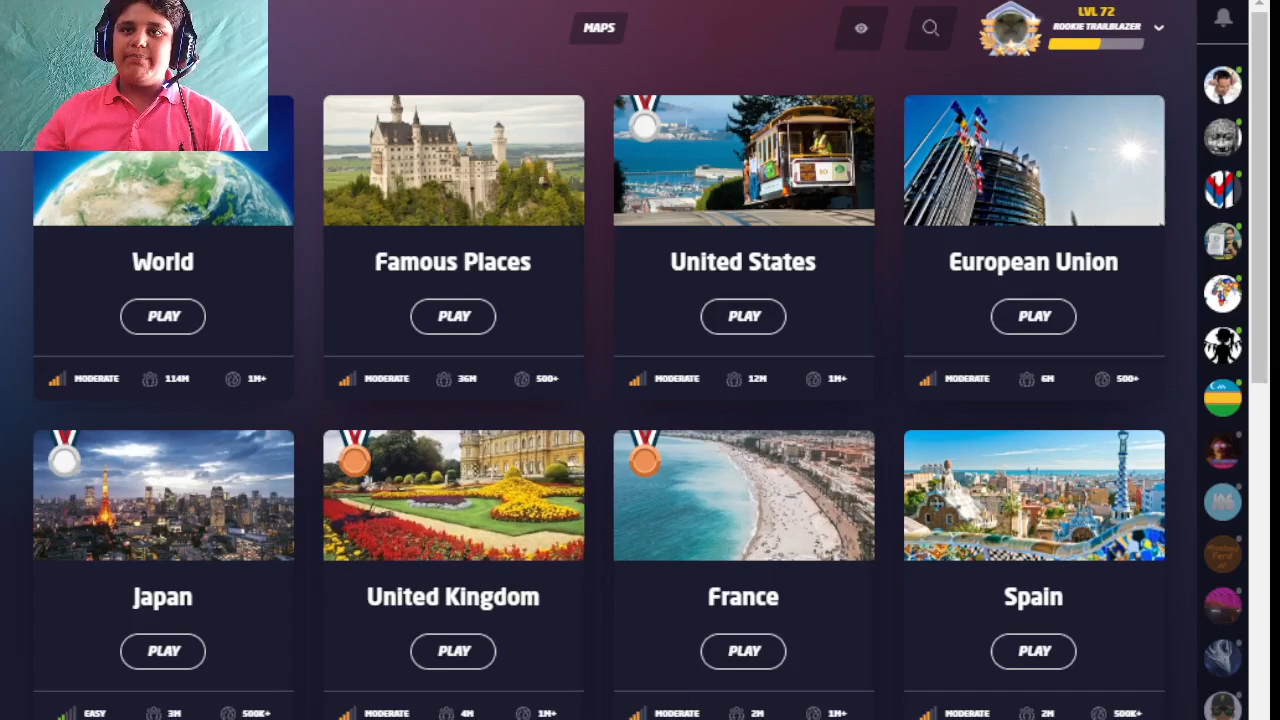 MAPS
LVL 72
ROOKIE TRAILBLAZER
World
PLAY
MODERATE 114M 1M+
Famous Places
PLAY
MODERATE 36M 500+
United States
PLAY
MODERATE 12M 1M+
European Union
PLAY
MODERATE 6M 500+
Japan
PLAY
EASY 3M 500K+
United Kingdom
PLAY
MODERATE 4M 1M+
France
PLAY
MODERATE 2M 1M+
Spain
PLAY
MODERATE 2M 500K+